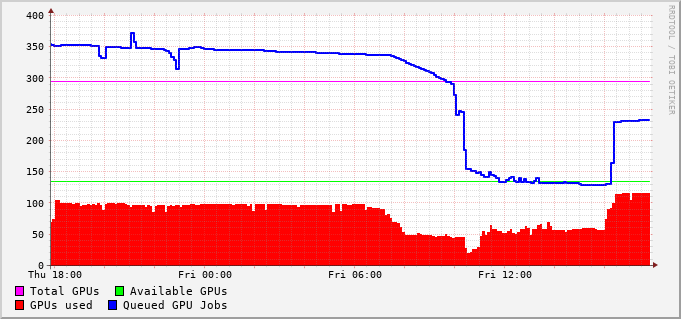 400
350
300
250
200
150
100
50
0
Thu 18:00 Fri 00:00 Fri 06:00 Fri 12:00
Total GPUs Available GPUs
GPUs used Queued GPU Jobs
RRDTOOL / TOBI OETIKER